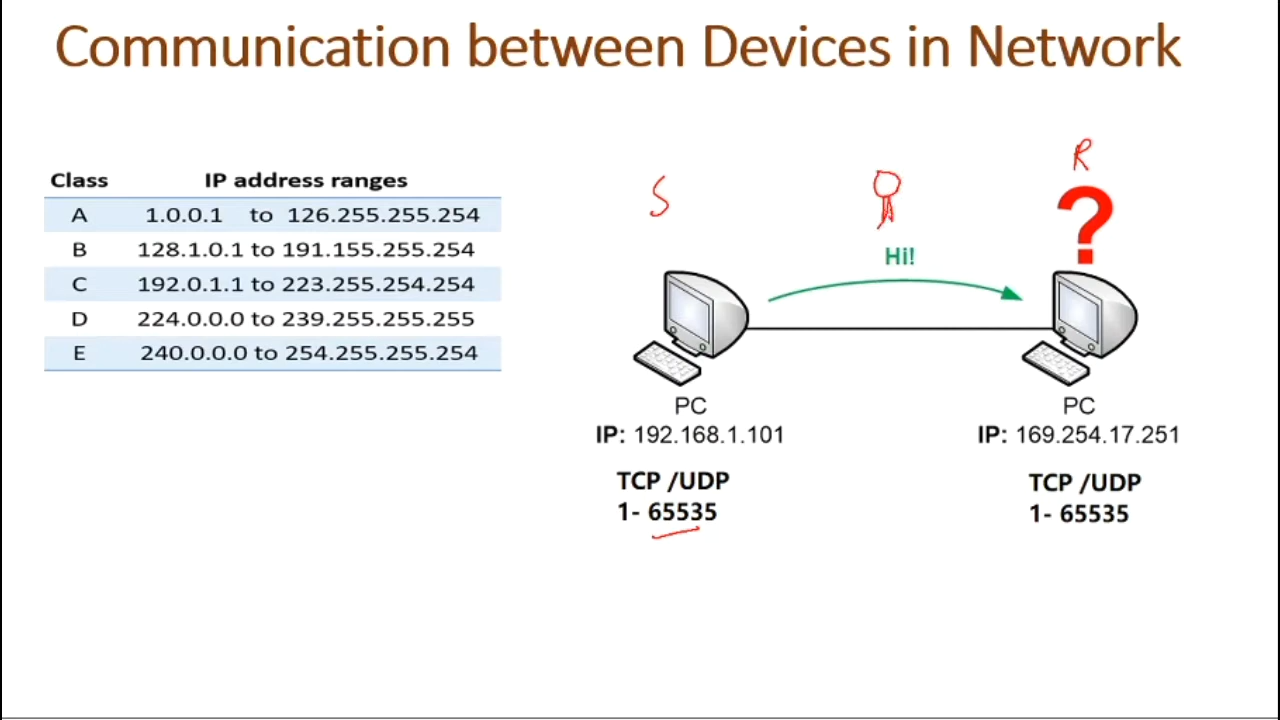 Communication between Devices in Network
Class IP address ranges
A 1.0.0.1 to 126.255.255.254
B 128.1.0.1 to 191.155.255.254
C 192.0.1.1 to 223.255.254.254
D 224.0.0.0 to 239.255.255.255
E 240.0.0.0 to 254.255.255.254
S
R
?
Hi!
PC
IP: 192.168.1.101
TCP /UDP
1- 65535
PC
IP: 169.254.17.251
TCP /UDP
1- 65535